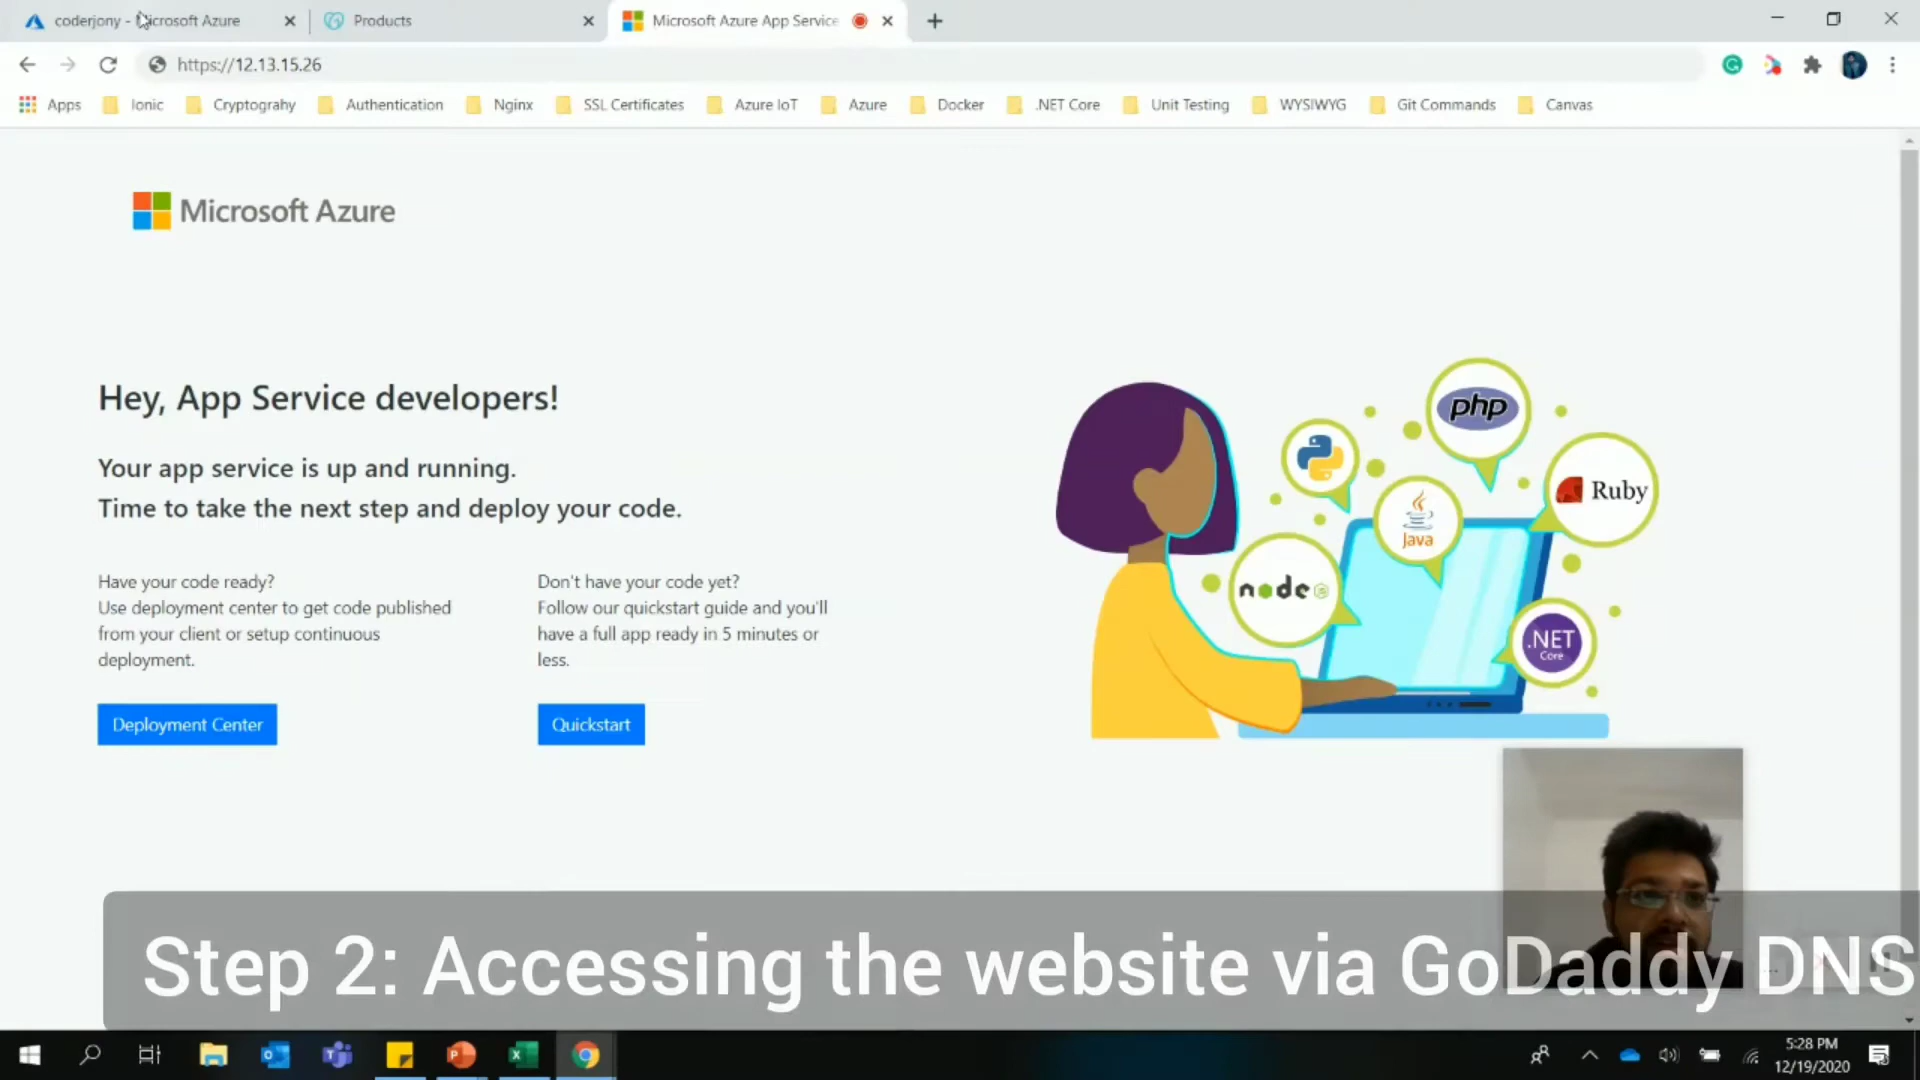 coderjony - Microsoft Azure
Products
Microsoft Azure App Service
https://12.13.15.26
Apps
Ionic
Cryptograhy
Authentication
Nginx
SSL Certificates
Azure IoT
Azure
Docker
.NET Core
Unit Testing
WYSIWYG
Git Commands
Canvas
Microsoft Azure
Hey, App Service developers!
Your app service is up and running.
Time to take the next step and deploy your code.
Have your code ready?
Use deployment center to get code published
from your client or setup continuous
deployment.
Deployment Center
Don't have your code yet?
Follow our quickstart guide and you'll
have a full app ready in 5 minutes or
less.
Quickstart
php
Ruby
Java
node
JS
.NET
Core
Step 2: Accessing the website via GoDaddy DNS
5:28 PM
12/19/2020